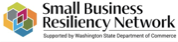 Small Business
Resiliency Network
Supported by Washington State Department of Commerce